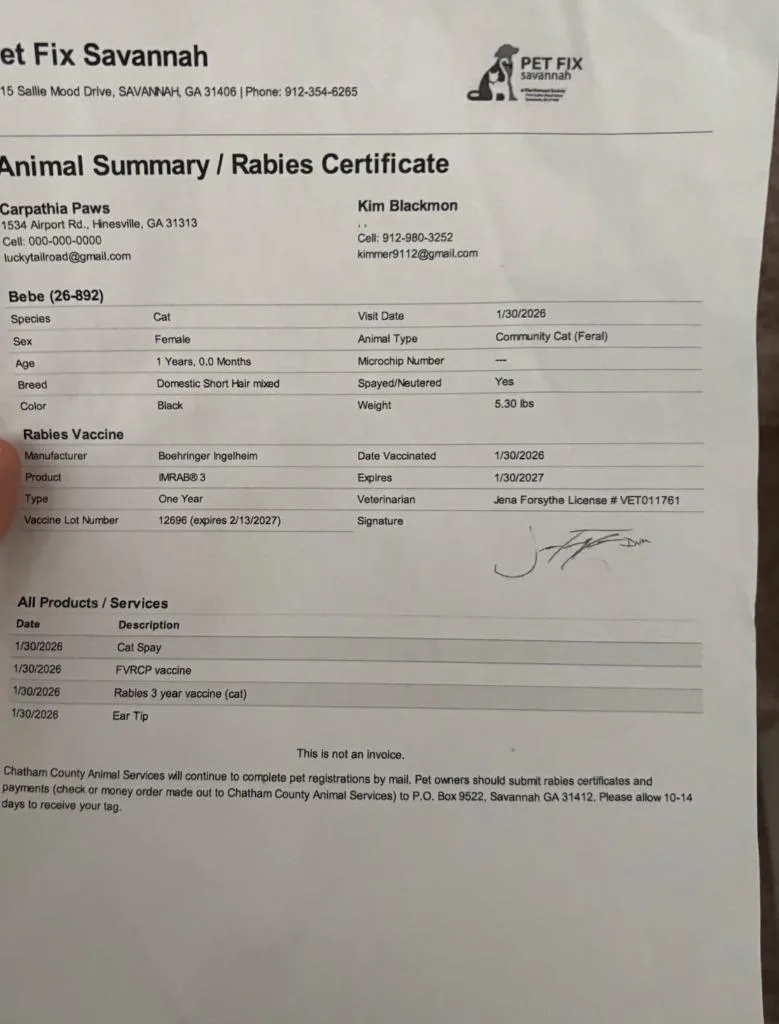 et Fix Savannah
15 Sallie Mood Drive, SAVANNAH, GA 31406 | Phone: 912-354-6265
PET FIX
savannah
Animal Summary / Rabies Certificate
Carpathia Paws
1534 Airport Rd., Hinesville, GA 31313
Cell: 000-000-0000
luckytailroad@gmail.com
Kim Blackmon
, ,
Cell: 912-980-3252
kimmer9112@gmail.com
Bebe (26-892)
Species Cat Visit Date 1/30/2026
Sex Female Animal Type Community Cat (Feral)
Age 1 Years, 0.0 Months Microchip Number ---
Breed Domestic Short Hair mixed Spayed/Neutered Yes
Color Black Weight 5.30 lbs
Rabies Vaccine
Manufacturer Boehringer Ingelheim Date Vaccinated 1/30/2026
Product IMRAB® 3 Expires 1/30/2027
Type One Year Veterinarian Jena Forsythe License # VET011761
Vaccine Lot Number 12696 (expires 2/13/2027) Signature
DVM
All Products / Services
Date Description
1/30/2026 Cat Spay
1/30/2026 FVRCP vaccine
1/30/2026 Rabies 3 year vaccine (cat)
1/30/2026 Ear Tip
This is not an invoice.
Chatham County Animal Services will continue to complete pet registrations by mail. Pet owners should submit rabies certificates and
payments (check or money order made out to Chatham County Animal Services) to P.O. Box 9522, Savannah GA 31412. Please allow 10-14
days to receive your tag.